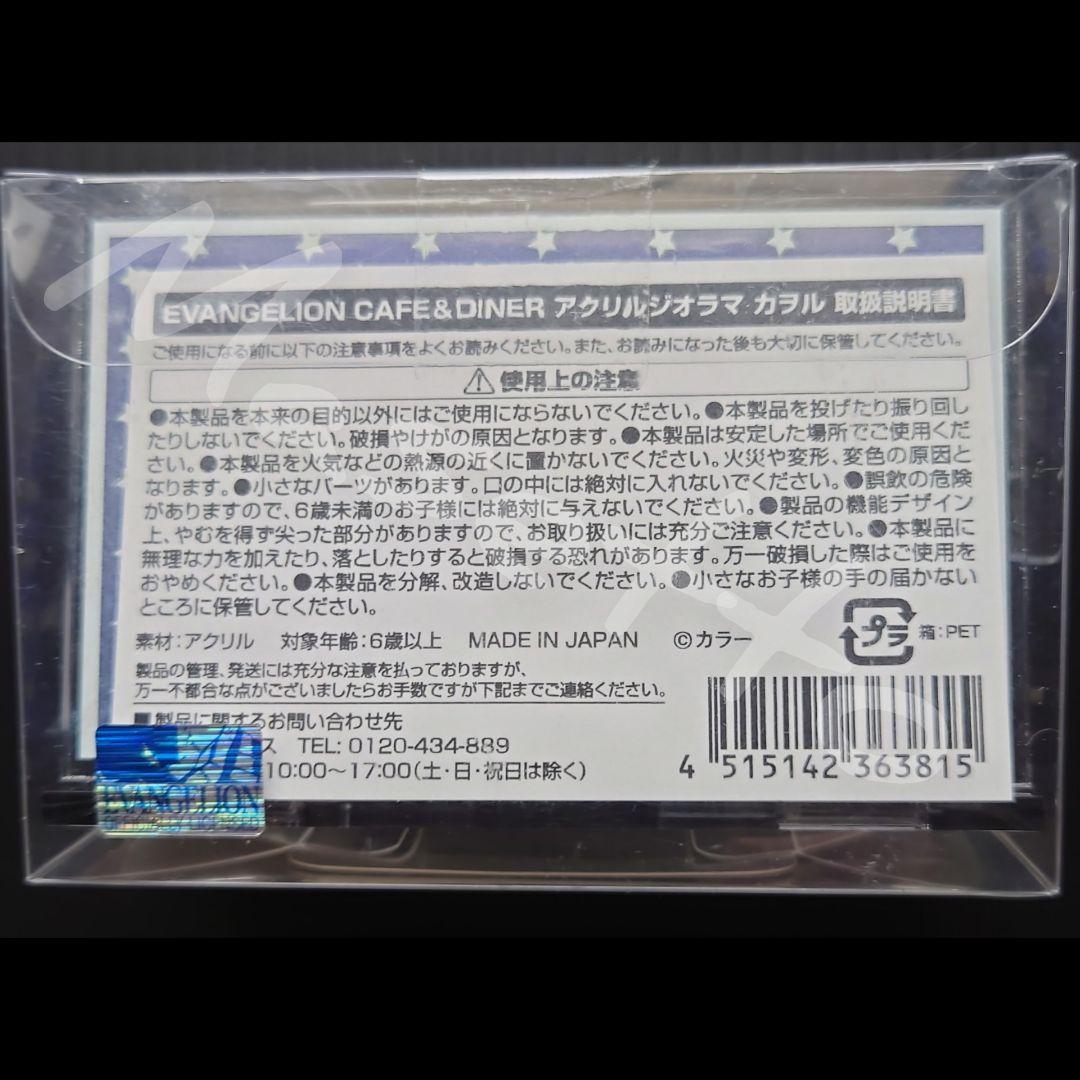 EVANGELION CAFE&DINER アクリルジオラマ カヲル 取扱説明書
ご使用になる前に以下の注意事項をよくお読みください。また、お読みになった後も大切に保管してください。
⚠使用上の注意
●本製品を本来の目的以外にはご使用にならないでください。●本製品を投げたり振り回し
たりしないでください。破損やけがの原因となります。●本製品は安定した場所でご使用くだ
さい。●本製品を火気などの熱源の近くに置かないでください。火災や変形、変色の原因と
なります。●小さなパーツがあります。口の中には絶対に入れないでください。●誤飲の危険
がありますので、6歳未満のお子様には絶対に与えないでください。●製品の機能デザイン
上、やむを得ず尖った部分がありますので、お取り扱いには充分ご注意ください。●本製品に
無理な力を加えたり、落としたりすると破損する恐れがあります。万一破損した際はご使用を
おやめください。●本製品を分解、改造しないでください。●小さなお子様の手の届かない
ところに保管してください。
素材:アクリル 対象年齢:6歳以上 MADE IN JAPAN ©カラー
プラ 箱:PET
製品の管理、発送には充分な注意を払っておりますが、
万一不都合な点がございましたらお手数ですが下記までご連絡ください。
■製品に関するお問い合わせ先
ス TEL: 0120-434-889
10:00〜17:00(土・日・祝日は除く)
4 515142 363815
EVANGELION
OFFICIALLY LICENSED